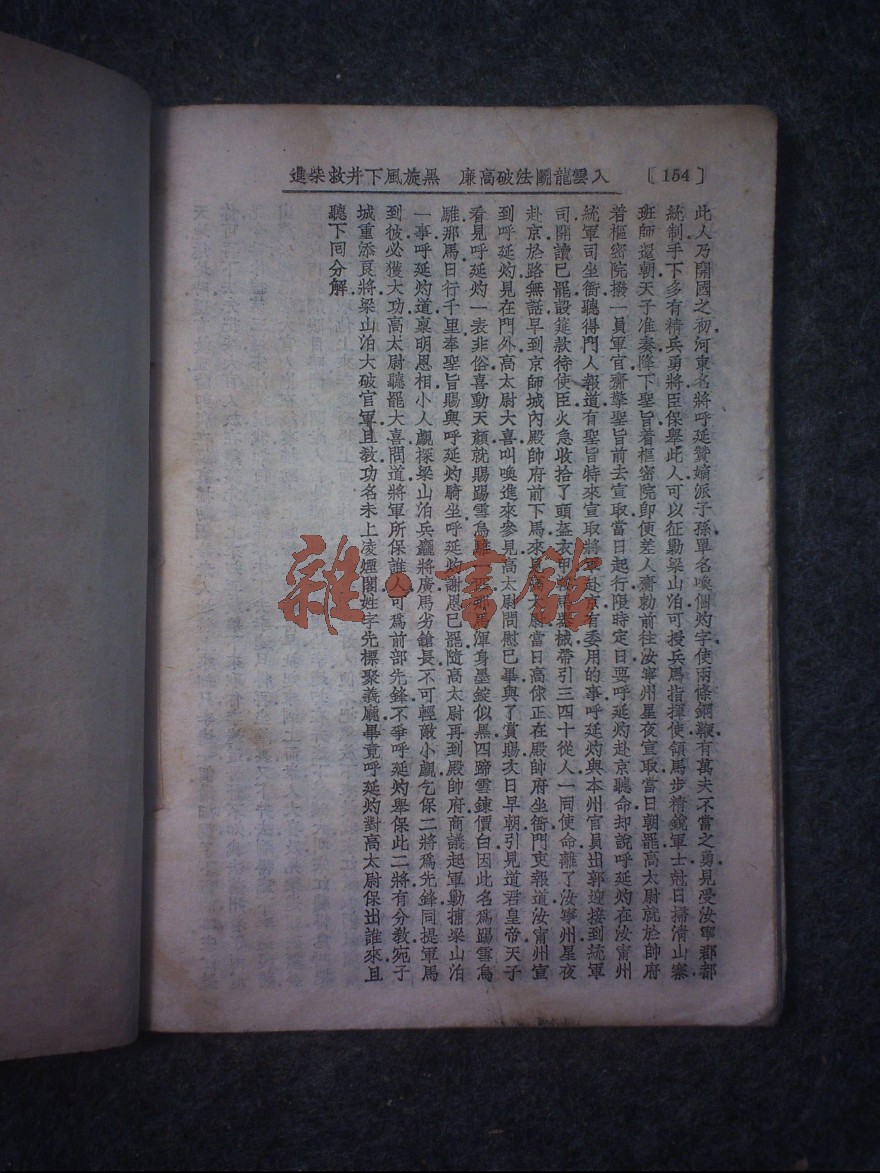 [154] 入雲龍鬭法破高廉 黑旋風下井救柴進
此人乃開國之初.河東名將呼延贊嫡派子孫.單名喚個灼字.使兩條銅鞭.有萬夫不當之勇.見受汝寧郡都
統制.手下多有精兵勇將.臣保舉此人.可以征勦梁山泊.可授兵馬指揮使.領馬步精銳軍士.尅日掃清山寨
班師還朝.天子准奏.降下聖旨.着樞密院卽便差人齎勅前往汝寧州星夜宣取.當日朝罷.高太尉就於帥府
着樞密院撥一員軍官.齎擎聖旨前去宣取.當日起行.限時定日.要呼延灼赴京聽命.却說呼延灼在汝甯州
統軍司坐衙.聽得門人報道.有聖旨特來宣取將軍赴京.有委用的事.呼延灼與本州官員出郭迎接到統軍
司.開讀已罷.設筵款待使臣.火急收拾了頭盔衣甲.鞍馬器械.帶引三四十從人.一同使命.離了汝寧州.星夜
赴京.於路無話.早到京師城內殿帥府前下馬.來見高太尉.當日高俅正在殿帥府坐衙.門吏報道.汝甯州宣
到呼延灼.見在門外.高太尉大喜.叫喚進來參見.高太尉問慰已畢.與了賞賜.次日早朝.引見道君皇帝.天子
看見呼延灼一表非俗.喜動天顏.就賜踢雪烏騅一匹.那馬渾身墨錠似黑.四蹄雪鍊價白.因此名爲踢雪烏
騅.那馬日行千里.奉聖旨賜與呼延灼騎坐.呼延灼謝恩已罷.隨高太尉再到殿帥府.商議起軍勦捕梁山泊
一事.呼延灼道.稟明恩相.小人覰探梁山泊兵麤將廣.馬劣鎗長.不可輕敵小覰.乞保二將爲先鋒.同提軍馬
到彼.必獲大功.高太尉聽罷大喜.問道.將軍所保誰人.可爲前部先鋒.不爭呼延灼舉保此二將.有分教.宛子
城重添良將.梁山泊大破官軍.且教功名未上凌煙閣.姓字先標聚義廳.畢竟呼延灼對高太尉保出誰來.且
聽下回分解.
雜·書館